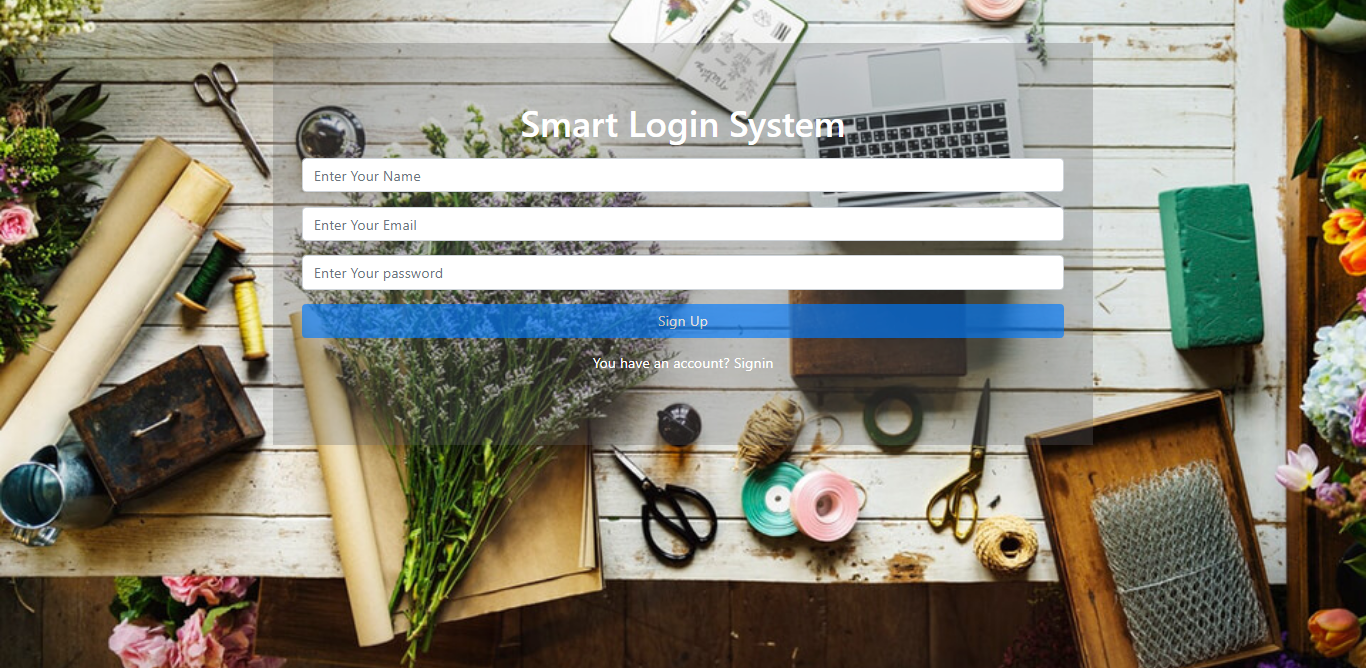 Smart Login System
Enter Your Name
Enter Your Email
Enter Your password
Sign Up
You have an account? Signin